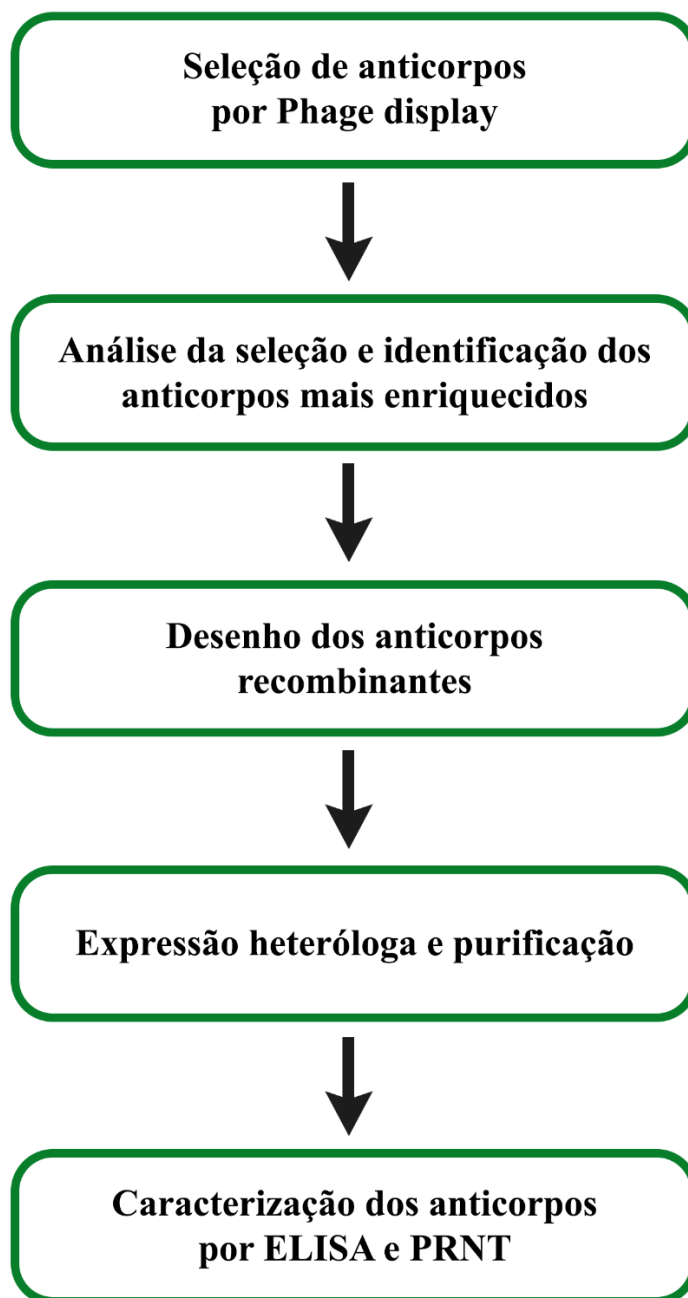 Seleção de anticorpos
por Phage display
Análise da seleção e identificação dos
anticorpos mais enriquecidos
Desenho dos anticorpos
recombinantes
Expressão heteróloga e purificação
Caracterização dos anticorpos
por ELISA e PRNT